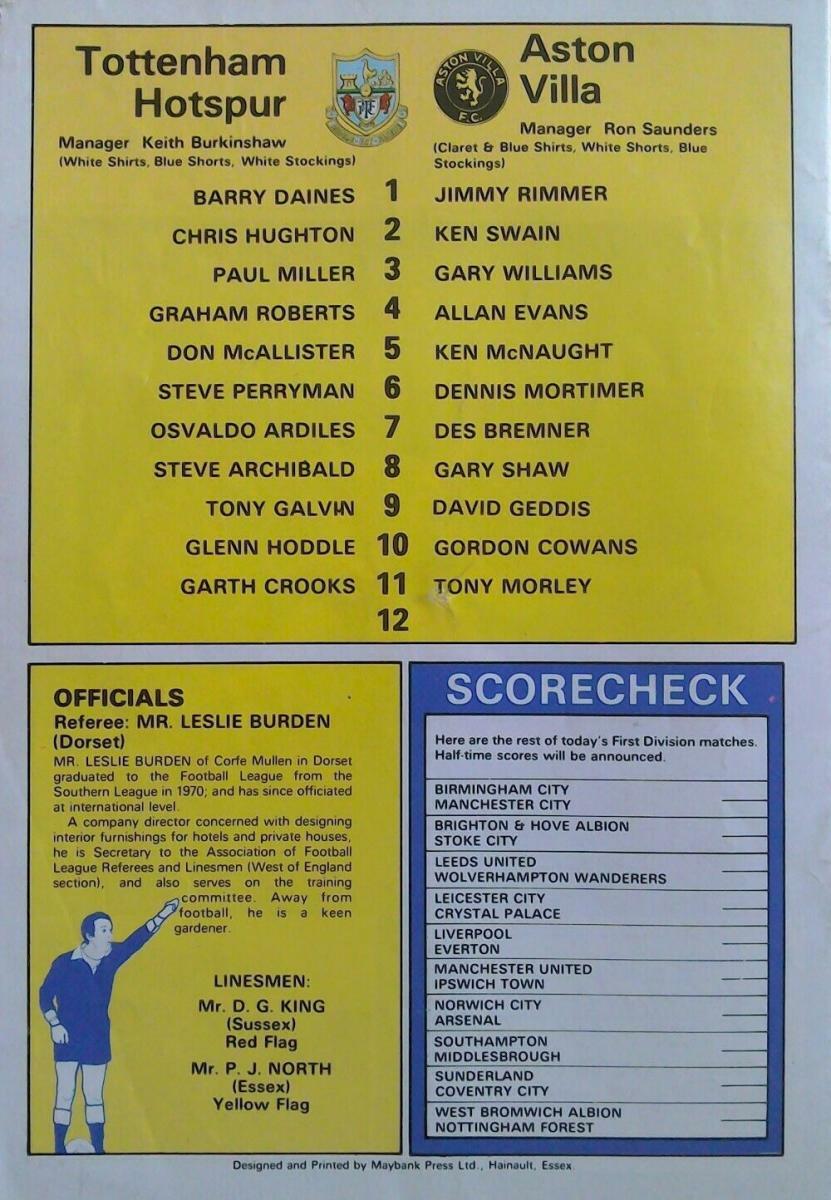 Tottenham
Hotspur
Manager Keith Burkinshaw
(White Shirts, Blue Shorts, White Stockings)
ASTON VILLA
F.C.
Aston
Villa
Manager Ron Saunders
(Claret & Blue Shirts, White Shorts, Blue
Stockings)
BARRY DAINES 1 JIMMY RIMMER
CHRIS HUGHTON 2 KEN SWAIN
PAUL MILLER 3 GARY WILLIAMS
GRAHAM ROBERTS 4 ALLAN EVANS
DON McALLISTER 5 KEN McNAUGHT
STEVE PERRYMAN 6 DENNIS MORTIMER
OSVALDO ARDILES 7 DES BREMNER
STEVE ARCHIBALD 8 GARY SHAW
TONY GALVIN 9 DAVID GEDDIS
GLENN HODDLE 10 GORDON COWANS
GARTH CROOKS 11 TONY MORLEY
12
OFFICIALS
Referee: MR. LESLIE BURDEN
(Dorset)
MR. LESLIE BURDEN of Corfe Mullen in Dorset
graduated to the Football League from the
Southern League in 1970; and has since officiated
at international level.
A company director concerned with designing
interior furnishings for hotels and private houses,
he is Secretary to the Association of Football
League Referees and Linesmen (West of England
section), and also serves on the training
committee. Away from
football, he is a keen
gardener.
LINESMEN:
Mr. D. G. KING
(Sussex)
Red Flag
Mr. P. J. NORTH
(Essex)
Yellow Flag
SCORECHECK
Here are the rest of today's First Division matches.
Half-time scores will be announced.
BIRMINGHAM CITY
MANCHESTER CITY
BRIGHTON & HOVE ALBION
STOKE CITY
LEEDS UNITED
WOLVERHAMPTON WANDERERS
LEICESTER CITY
CRYSTAL PALACE
LIVERPOOL
EVERTON
MANCHESTER UNITED
IPSWICH TOWN
NORWICH CITY
ARSENAL
SOUTHAMPTON
MIDDLESBROUGH
SUNDERLAND
COVENTRY CITY
WEST BROMWICH ALBION
NOTTINGHAM FOREST
Designed and Printed by Maybank Press Ltd., Hainault, Essex.